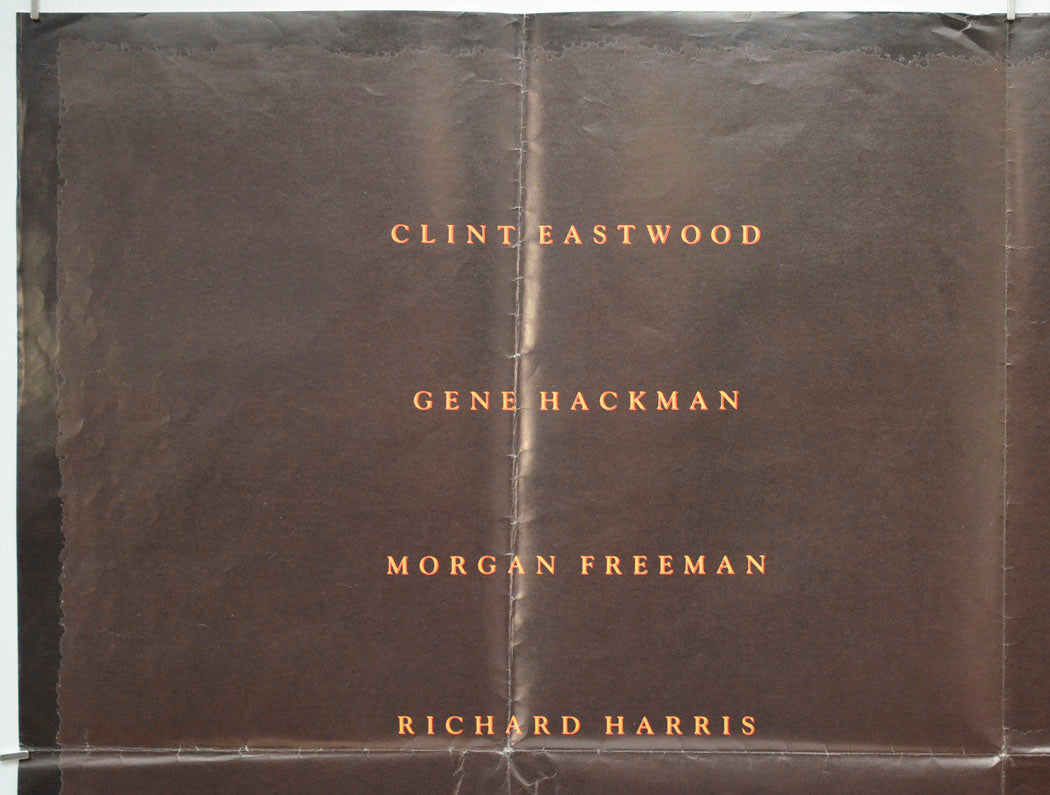 CLINT EASTWOOD
GENE HACKMAN
MORGAN FREEMAN
RICHARD HARRIS